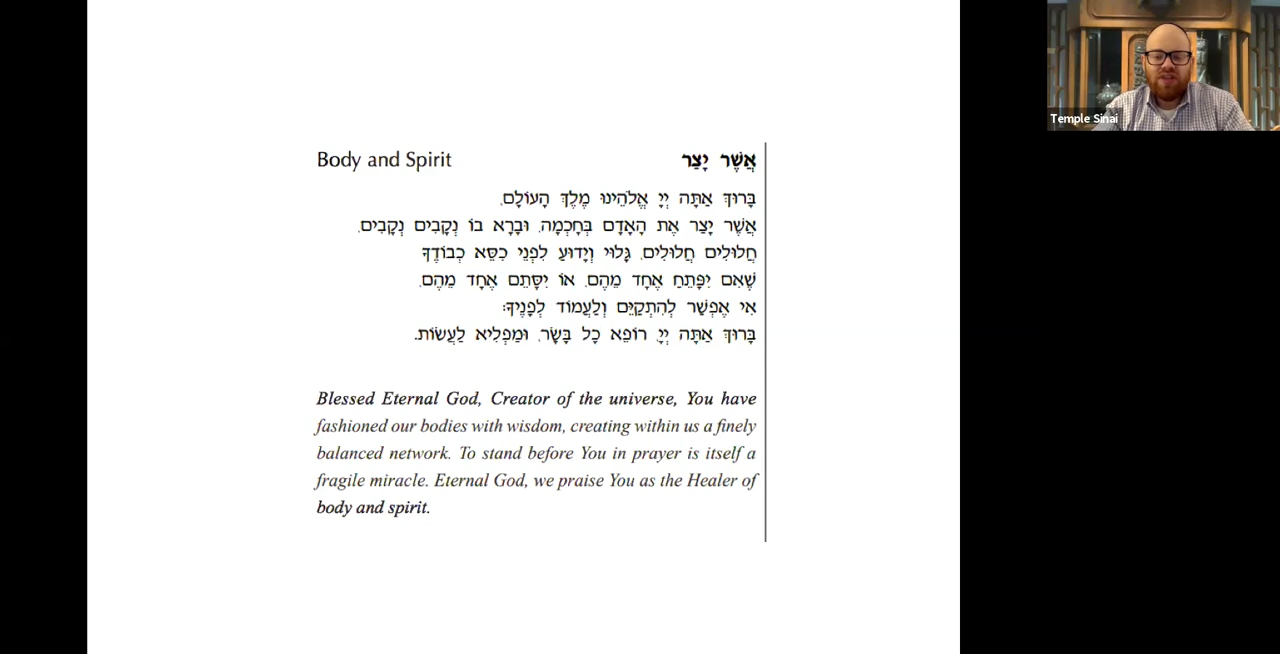 Temple Sinai
Body and Spirit
אֲשֶׁר יָצַר
בָּרוּךְ אַתָּה יְיָ אֱלֹהֵינוּ מֶלֶךְ הָעוֹלָם,
אֲשֶׁר יָצַר אֶת הָאָדָם בְּחָכְמָה, וּבָרָא בוֹ נְקָבִים נְקָבִים,
חֲלוּלִים חֲלוּלִים, גָּלוּי וְיָדוּעַ לִפְנֵי כִסֵּא כְבוֹדֶךָ
שֶׁאִם יִפָּתֵחַ אֶחָד מֵהֶם, אוֹ יִסָּתֵם אֶחָד מֵהֶם,
אִי אֶפְשַׁר לְהִתְקַיֵּם וְלַעֲמוֹד לְפָנֶיךָ:
בָּרוּךְ אַתָּה יְיָ, רוֹפֵא כָל בָּשָׂר, וּמַפְלִיא לַעֲשׂוֹת.
Blessed Eternal God, Creator of the universe, You have
fashioned our bodies with wisdom, creating within us a finely
balanced network. To stand before You in prayer is itself a
fragile miracle. Eternal God, we praise You as the Healer of
body and spirit.